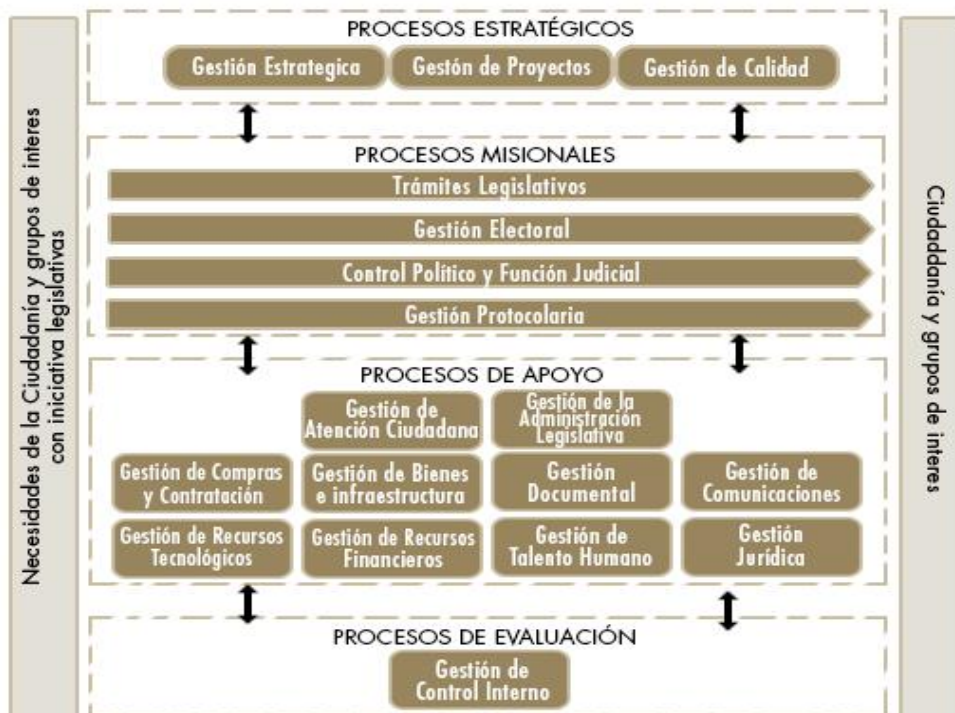 Necesidades de la Ciudadanía y grupos de interes
con iniciativa legislativas
PROCESOS ESTRATÉGICOS
Gestión Estrategica
Gestón de Proyectos
Gestión de Calidad
PROCESOS MISIONALES
Trámites Legislativos
Gestión Electoral
Control Político y Función Judicial
Gestión Protocolaria
PROCESOS DE APOYO
Gestión de
Atención Ciudadana
Gestión de la
Administración
Legislativa
Gestión de Compras
y Contratación
Gestión de Bienes
e infraestructura
Gestión
Documental
Gestión de
Comunicaciones
Gestión de Recursos
Tecnológicos
Gestión de Recursos
Financieros
Gestión de
Talento Humano
Gestión
Jurídica
PROCESOS DE EVALUACIÓN
Gestión de
Control Interno
Ciudaddanía y grupos de interes